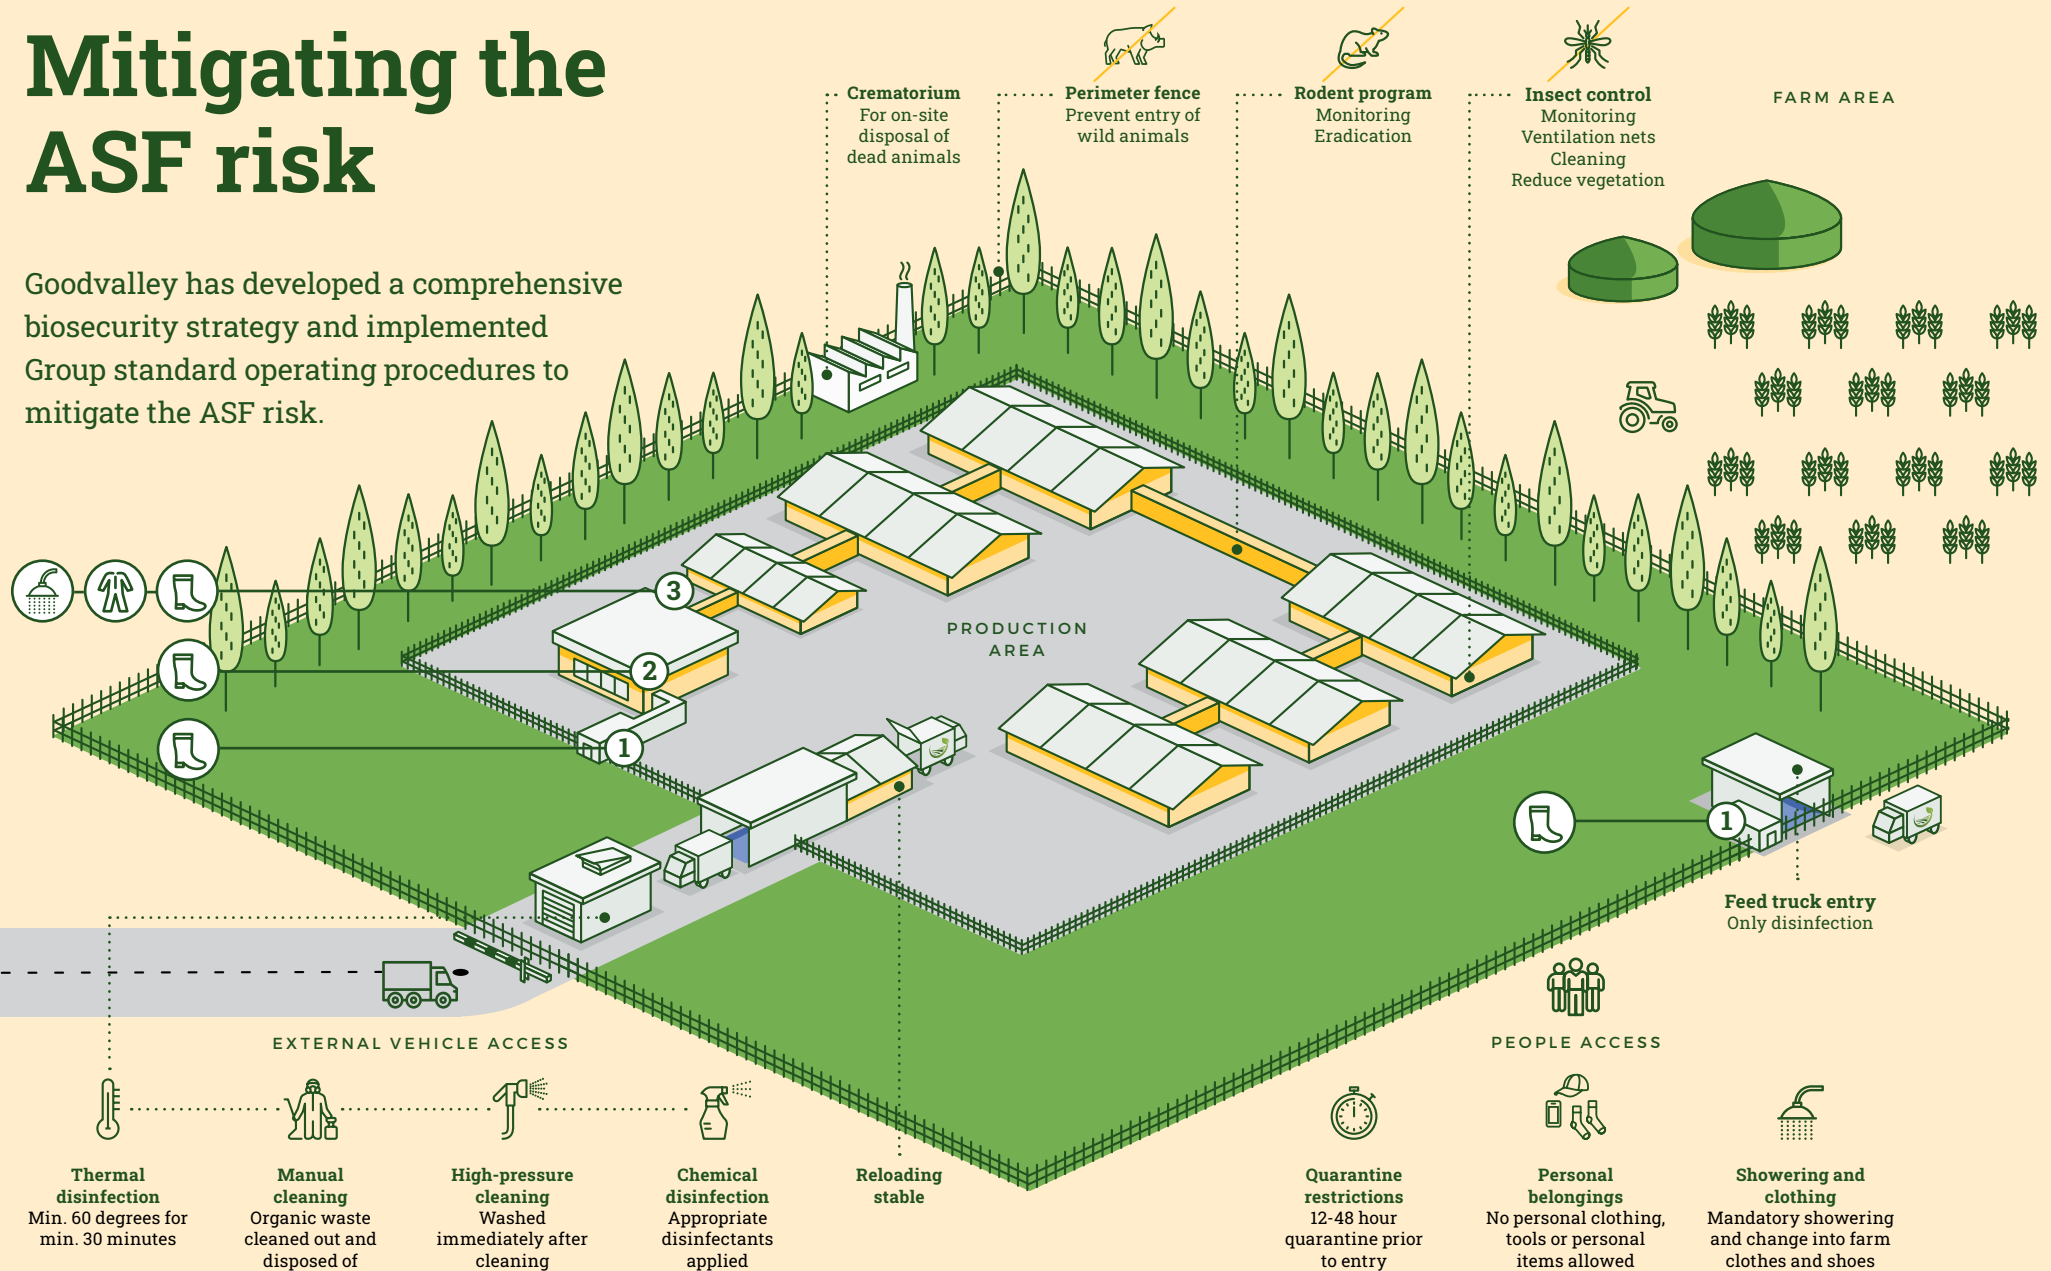 Mitigating the
ASF risk
Goodvalley has developed a comprehensive
biosecurity strategy and implemented
Group standard operating procedures to
mitigate the ASF risk.
Crematorium
For on-site
disposal of
dead animals
Perimeter fence
Prevent entry of
wild animals
Rodent program
Monitoring
Eradication
Insect control
Monitoring
Ventilation nets
Cleaning
Reduce vegetation
FARM AREA
3
2
1
PRODUCTION
AREA
1
Feed truck entry
Only disinfection
EXTERNAL VEHICLE ACCESS
Thermal
disinfection
Min. 60 degrees for
min. 30 minutes
Manual
cleaning
Organic waste
cleaned out and
disposed of
High-pressure
cleaning
Washed
immediately after
cleaning
Chemical
disinfection
Appropriate
disinfectants
applied
Reloading
stable
PEOPLE ACCESS
Quarantine
restrictions
12-48 hour
quarantine prior
to entry
Personal
belongings
No personal clothing,
tools or personal
items allowed
Showering and
clothing
Mandatory showering
and change into farm
clothes and shoes